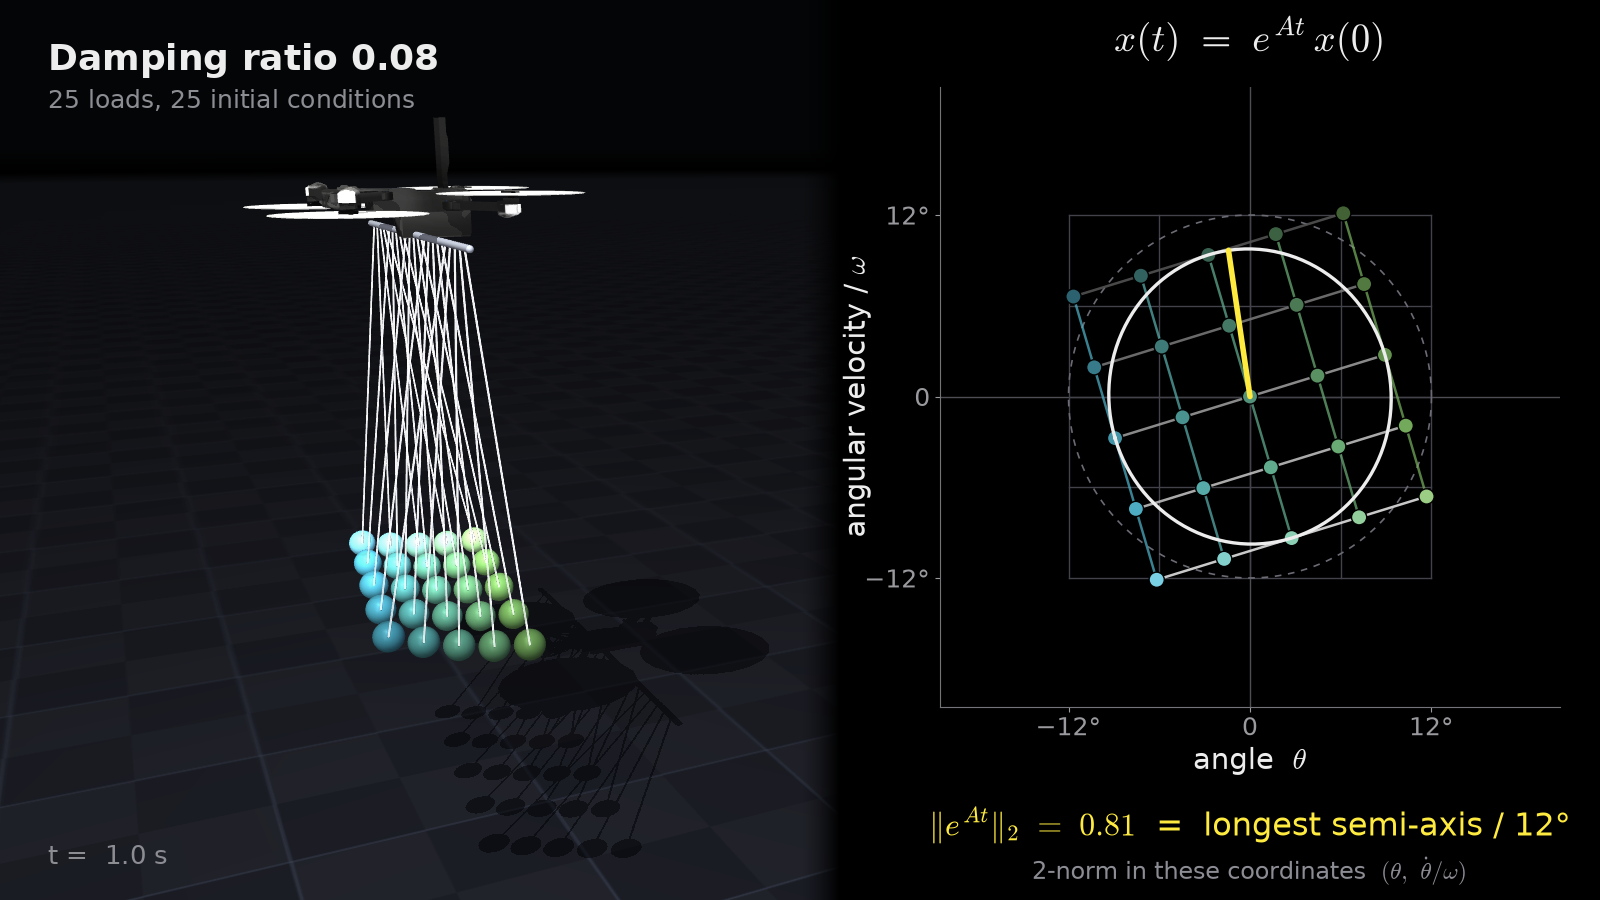 Damping ratio 0.08
25 loads, 25 initial conditions
t = 1.0 s
x(t) = e^{At} x(0)
angular velocity / ω
12°
0
−12°
−12° 0 12°
angle θ
‖e^{At}‖₂ = 0.81 = longest semi-axis / 12°
2-norm in these coordinates (θ, θ̇/ω)